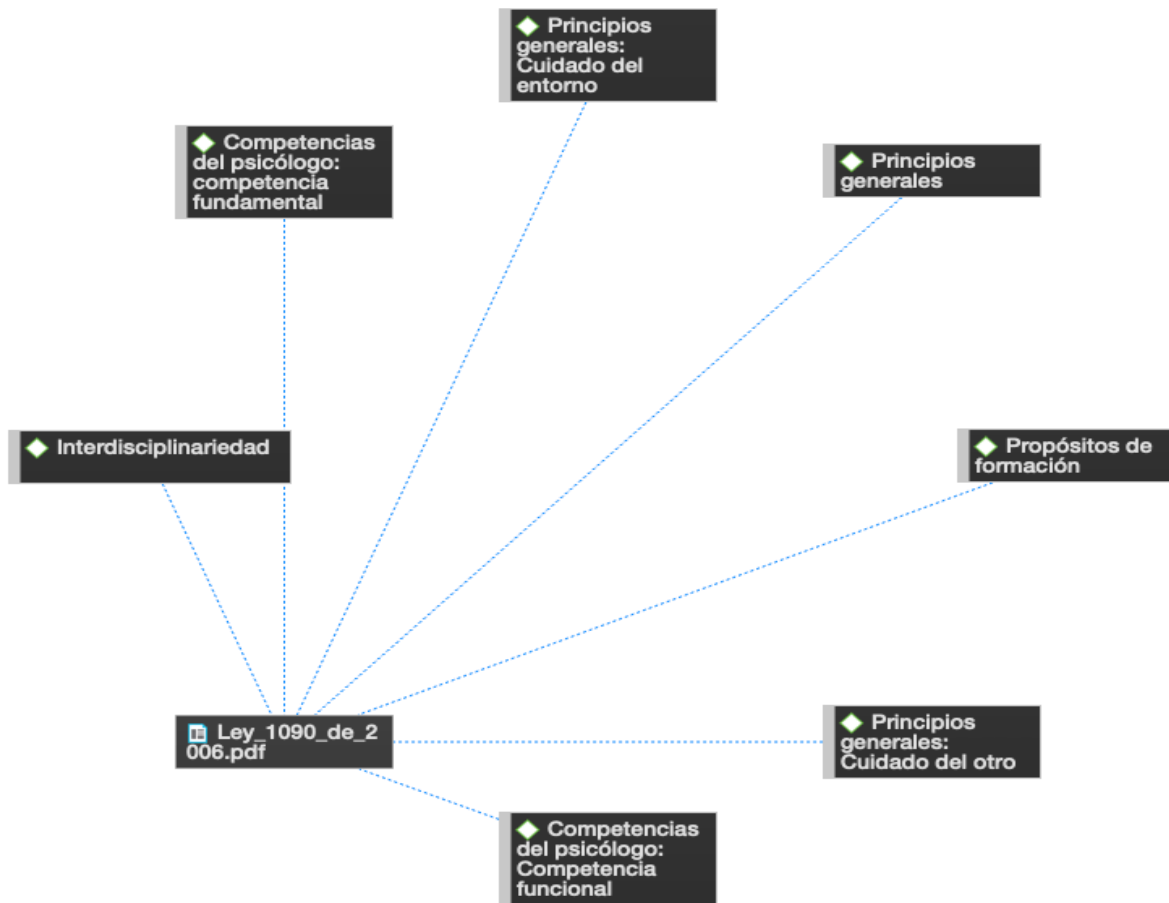 Principios
generales:
Cuidado del
entorno
Competencias
del psicólogo:
competencia
fundamental
Principios
generales
Interdisciplinariedad
Propósitos de
formación
Ley_1090_de_2
006.pdf
Principios
generales:
Cuidado del otro
Competencias
del psicólogo:
Competencia
funcional